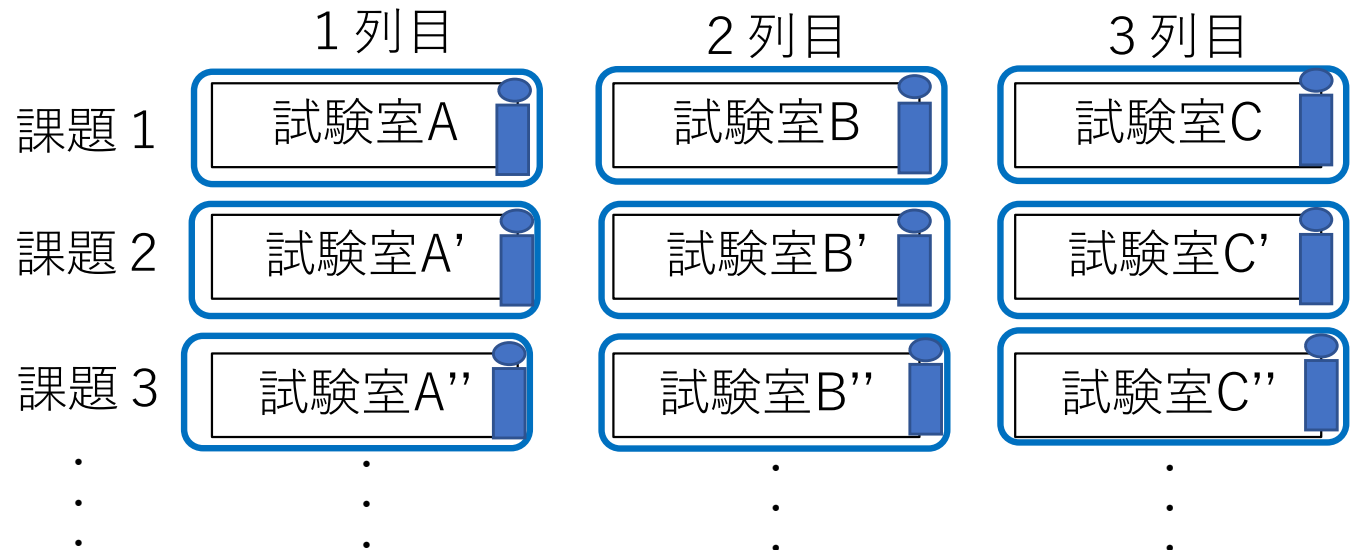 1列目 2列目 3列目
課題1 試験室A 試験室B 試験室C
課題2 試験室A' 試験室B' 試験室C'
課題3 試験室A'' 試験室B'' 試験室C''
・ ・ ・ ・
・ ・ ・ ・
・ ・ ・ ・